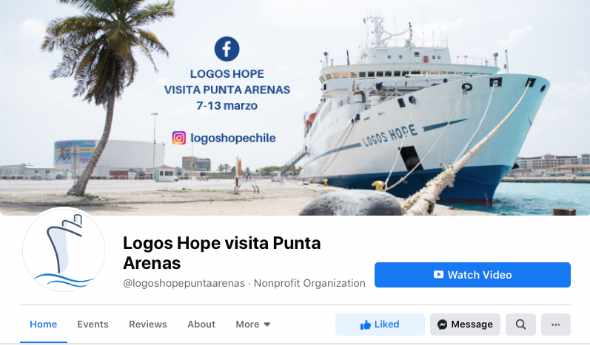 LOGOS HOPE
VISITA PUNTA ARENAS
7-13 marzo
logoshopechile
LOGOS HOPE
Logos Hope visita Punta
Arenas
@logoshopepuntaarenas · Nonprofit Organization
Watch Video
Home
Events
Reviews
About
More
Liked
Message